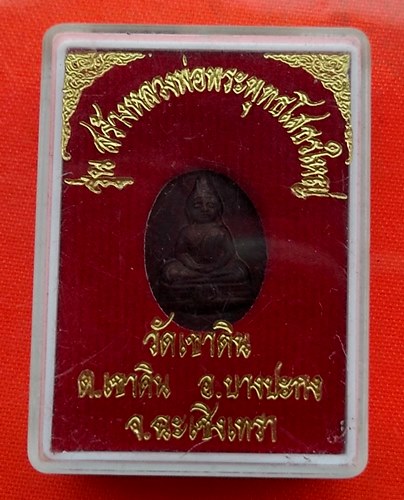 รุ่น สร้างหลวงพ่อพระพุทธโสธรใหญ่
วัดเขาดิน
ต.เขาดิน อ.บางปะกง
จ.ฉะเชิงเทรา